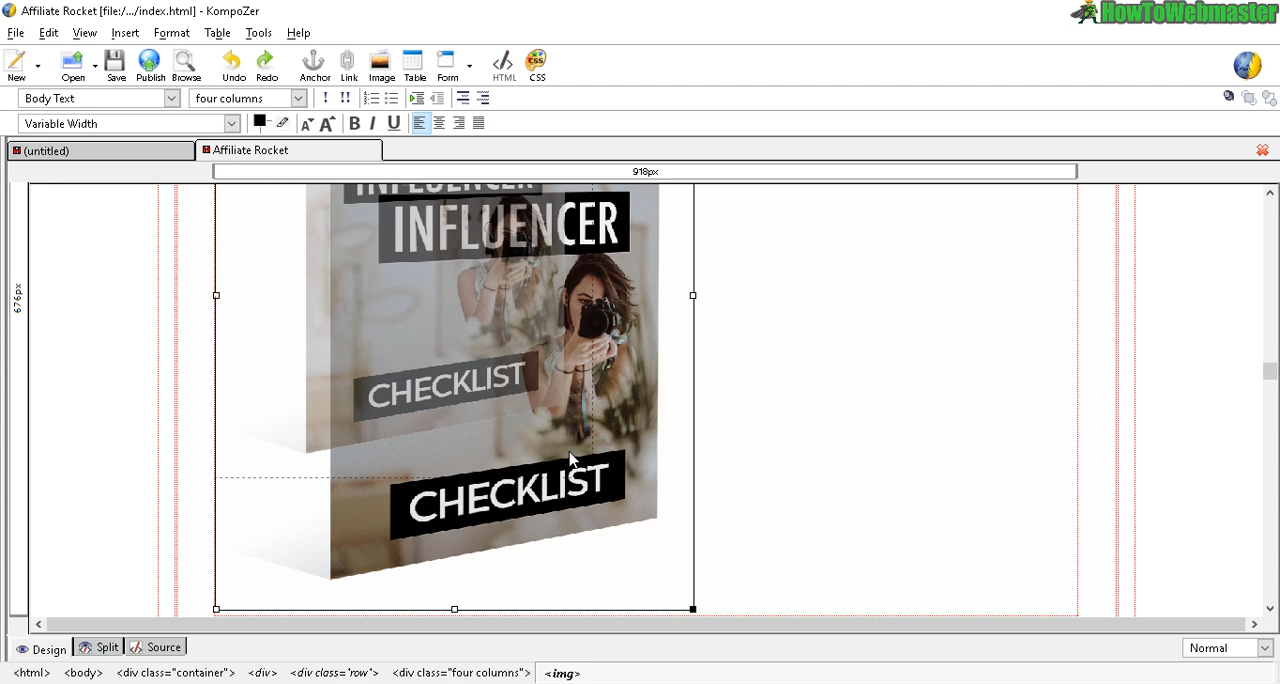 Affiliate Rocket [file:/.../index.html] - KompoZer
HowToWebmaster
File Edit View Insert Format Table Tools Help
New Open Save Publish Browse Undo Redo Anchor Link Image Table Form HTML CSS
Body Text four columns
Variable Width
(untitled) Affiliate Rocket
918px
676px
INFLUENCER
INFLUENCER
CHECKLIST
CHECKLIST
Design Split Source Normal
<html> <body> <div class="container"> <div> <div class="row"> <div class="four columns"> <img>